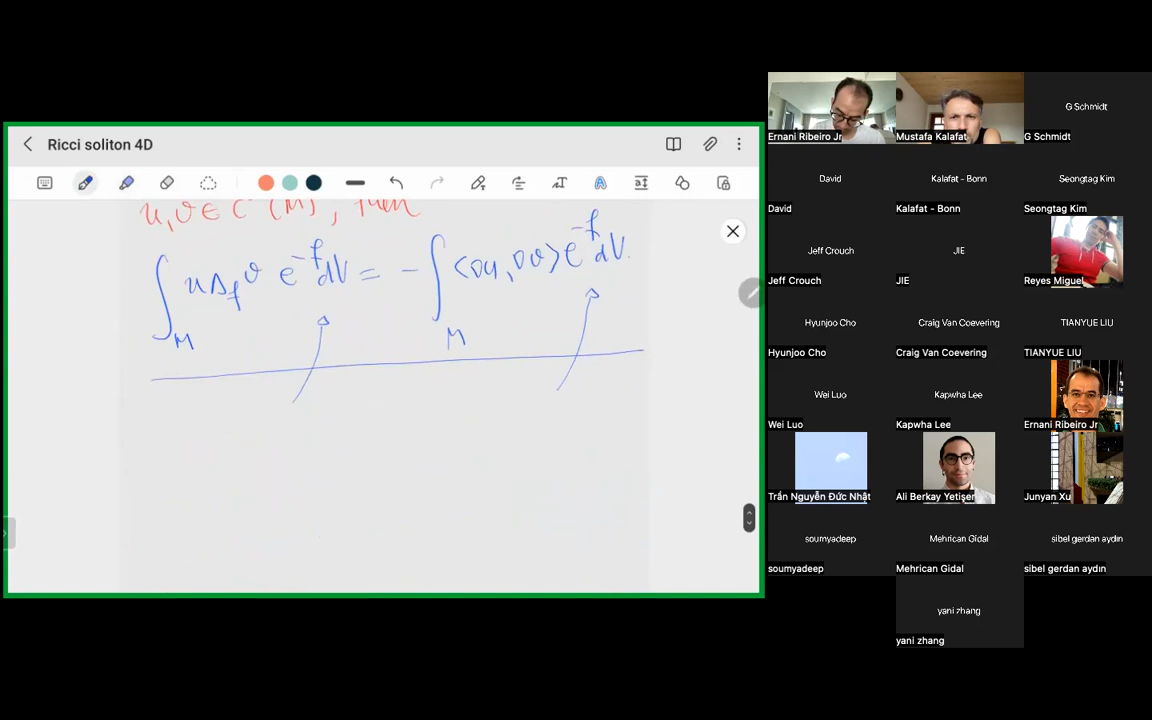 Ricci soliton 4D
u, v ∈ C (M), then
∫_M u Δ_f v e^{-f} dV = - ∫_M <∇u, ∇v> e^{-f} dV.
Ernani Ribeiro Jr
Mustafa Kalafat
G Schmidt
G Schmidt
David
Kalafat - Bonn
Seongtag Kim
David
Kalafat - Bonn
Seongtag Kim
Jeff Crouch
JIE
Jeff Crouch
JIE
Reyes Miguel
Hyunjoo Cho
Craig Van Coevering
TIANYUE LIU
Hyunjoo Cho
Craig Van Coevering
TIANYUE LIU
Wei Luo
Kapwha Lee
Wei Luo
Kapwha Lee
Ernani Ribeiro Jr
Trần Nguyễn Đức Nhật
Ali Berkay Yetişer
Junyan Xu
soumyadeep
Mehrican Gidal
sibel gerdan aydın
soumyadeep
Mehrican Gidal
sibel gerdan aydın
yani zhang
yani zhang